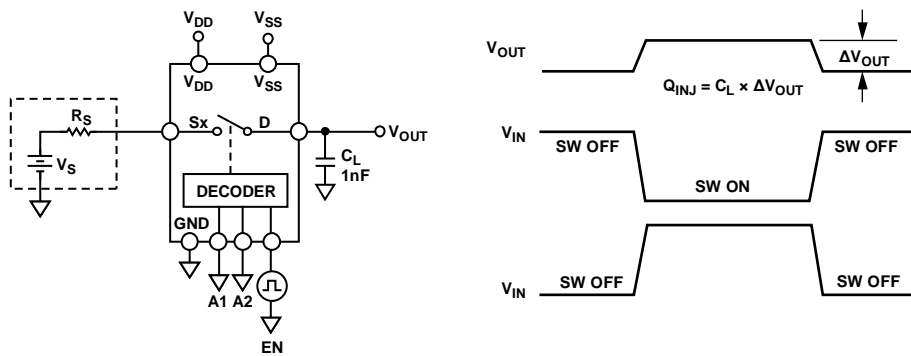 VDD
VSS
VDD
VSS
RS
Sx
D
VOUT
VS
CL
1nF
DECODER
GND
A1
A2
EN
VOUT
ΔVOUT
QINJ = CL × ΔVOUT
VIN
SW OFF
SW OFF
SW ON
VIN
SW OFF
SW OFF